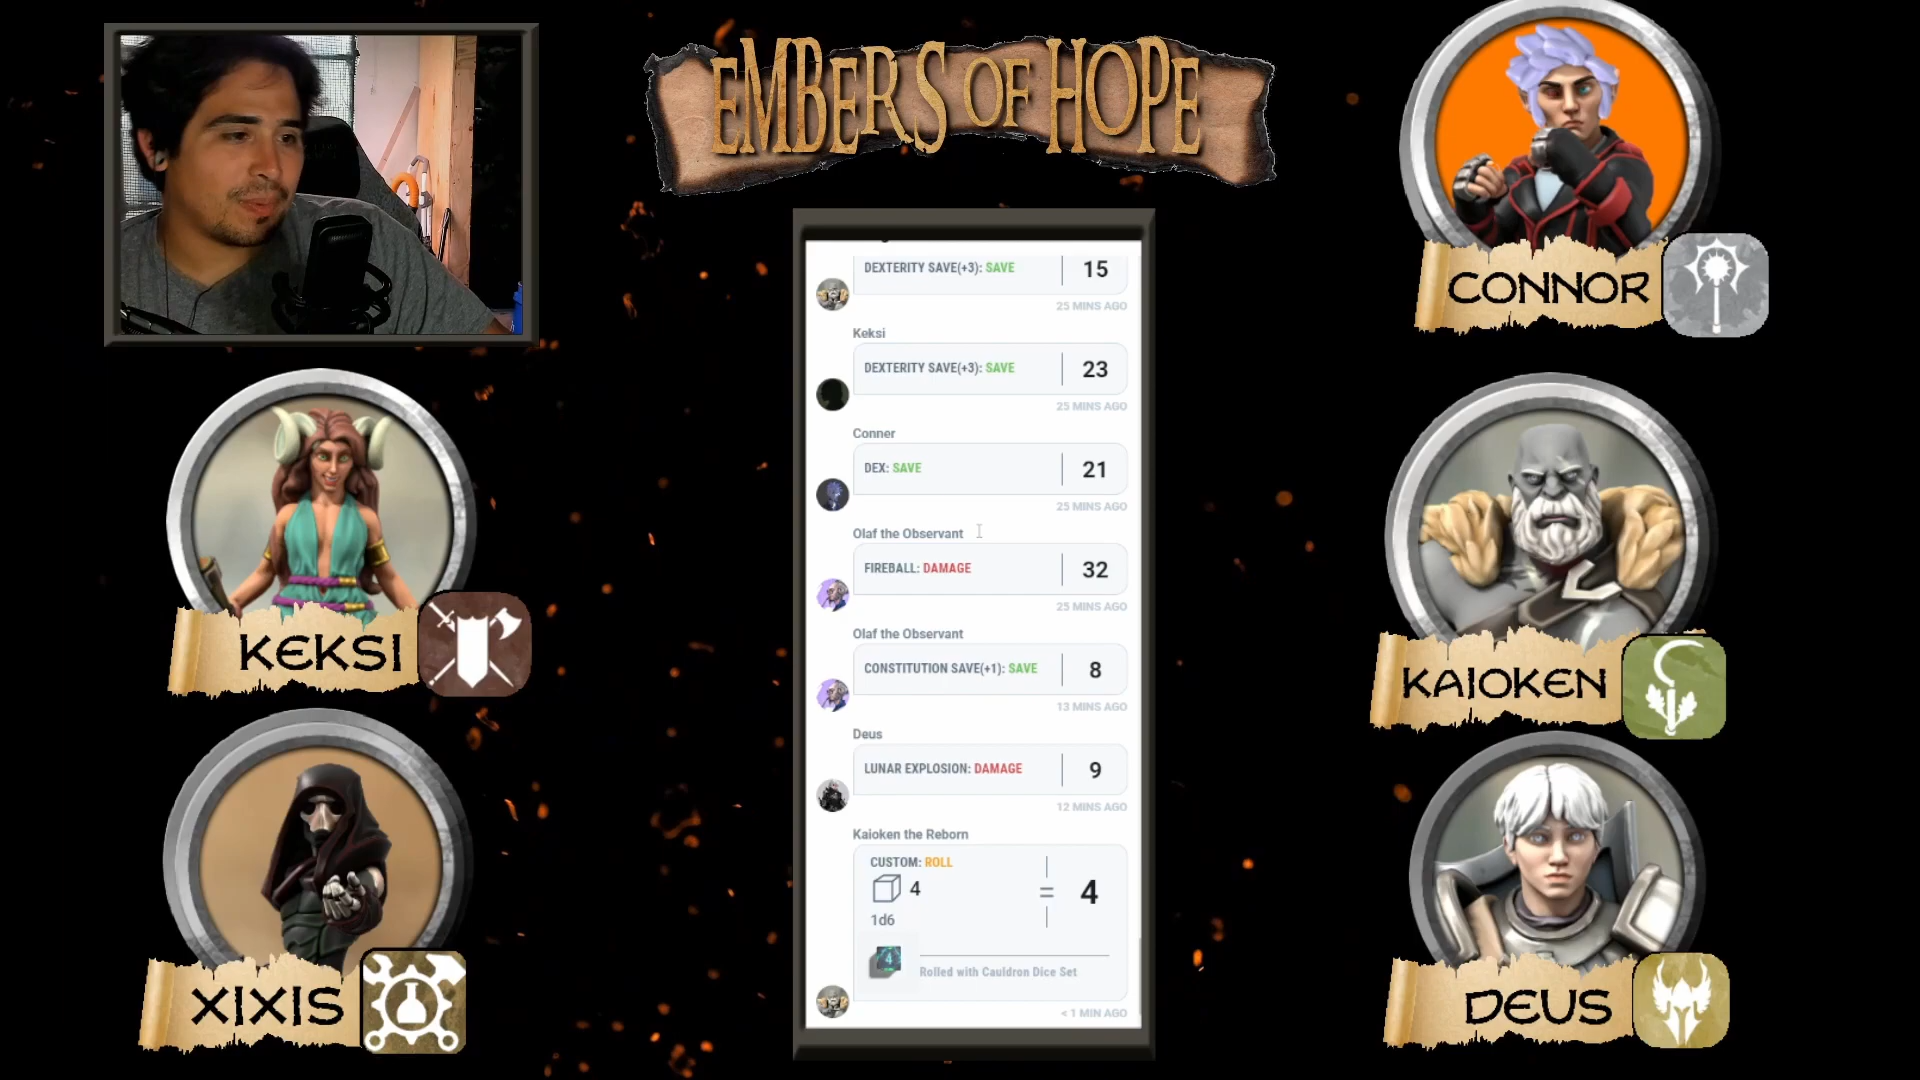 EMBERS OF HOPE
DEXTERITY SAVE(+3): SAVE 15
25 MINS AGO
Keksi
DEXTERITY SAVE(+3): SAVE 23
25 MINS AGO
Conner
DEX: SAVE 21
25 MINS AGO
Olaf the Observant
FIREBALL: DAMAGE 32
25 MINS AGO
Olaf the Observant
CONSTITUTION SAVE(+1): SAVE 8
13 MINS AGO
Deus
LUNAR EXPLOSION: DAMAGE 9
12 MINS AGO
Kaioken the Reborn
CUSTOM: ROLL
4 = 4
1d6
4
Rolled with Cauldron Dice Set
< 1 MIN AGO
KEKSI
XIXIS
CONNOR
KAIOKEN
DEUS